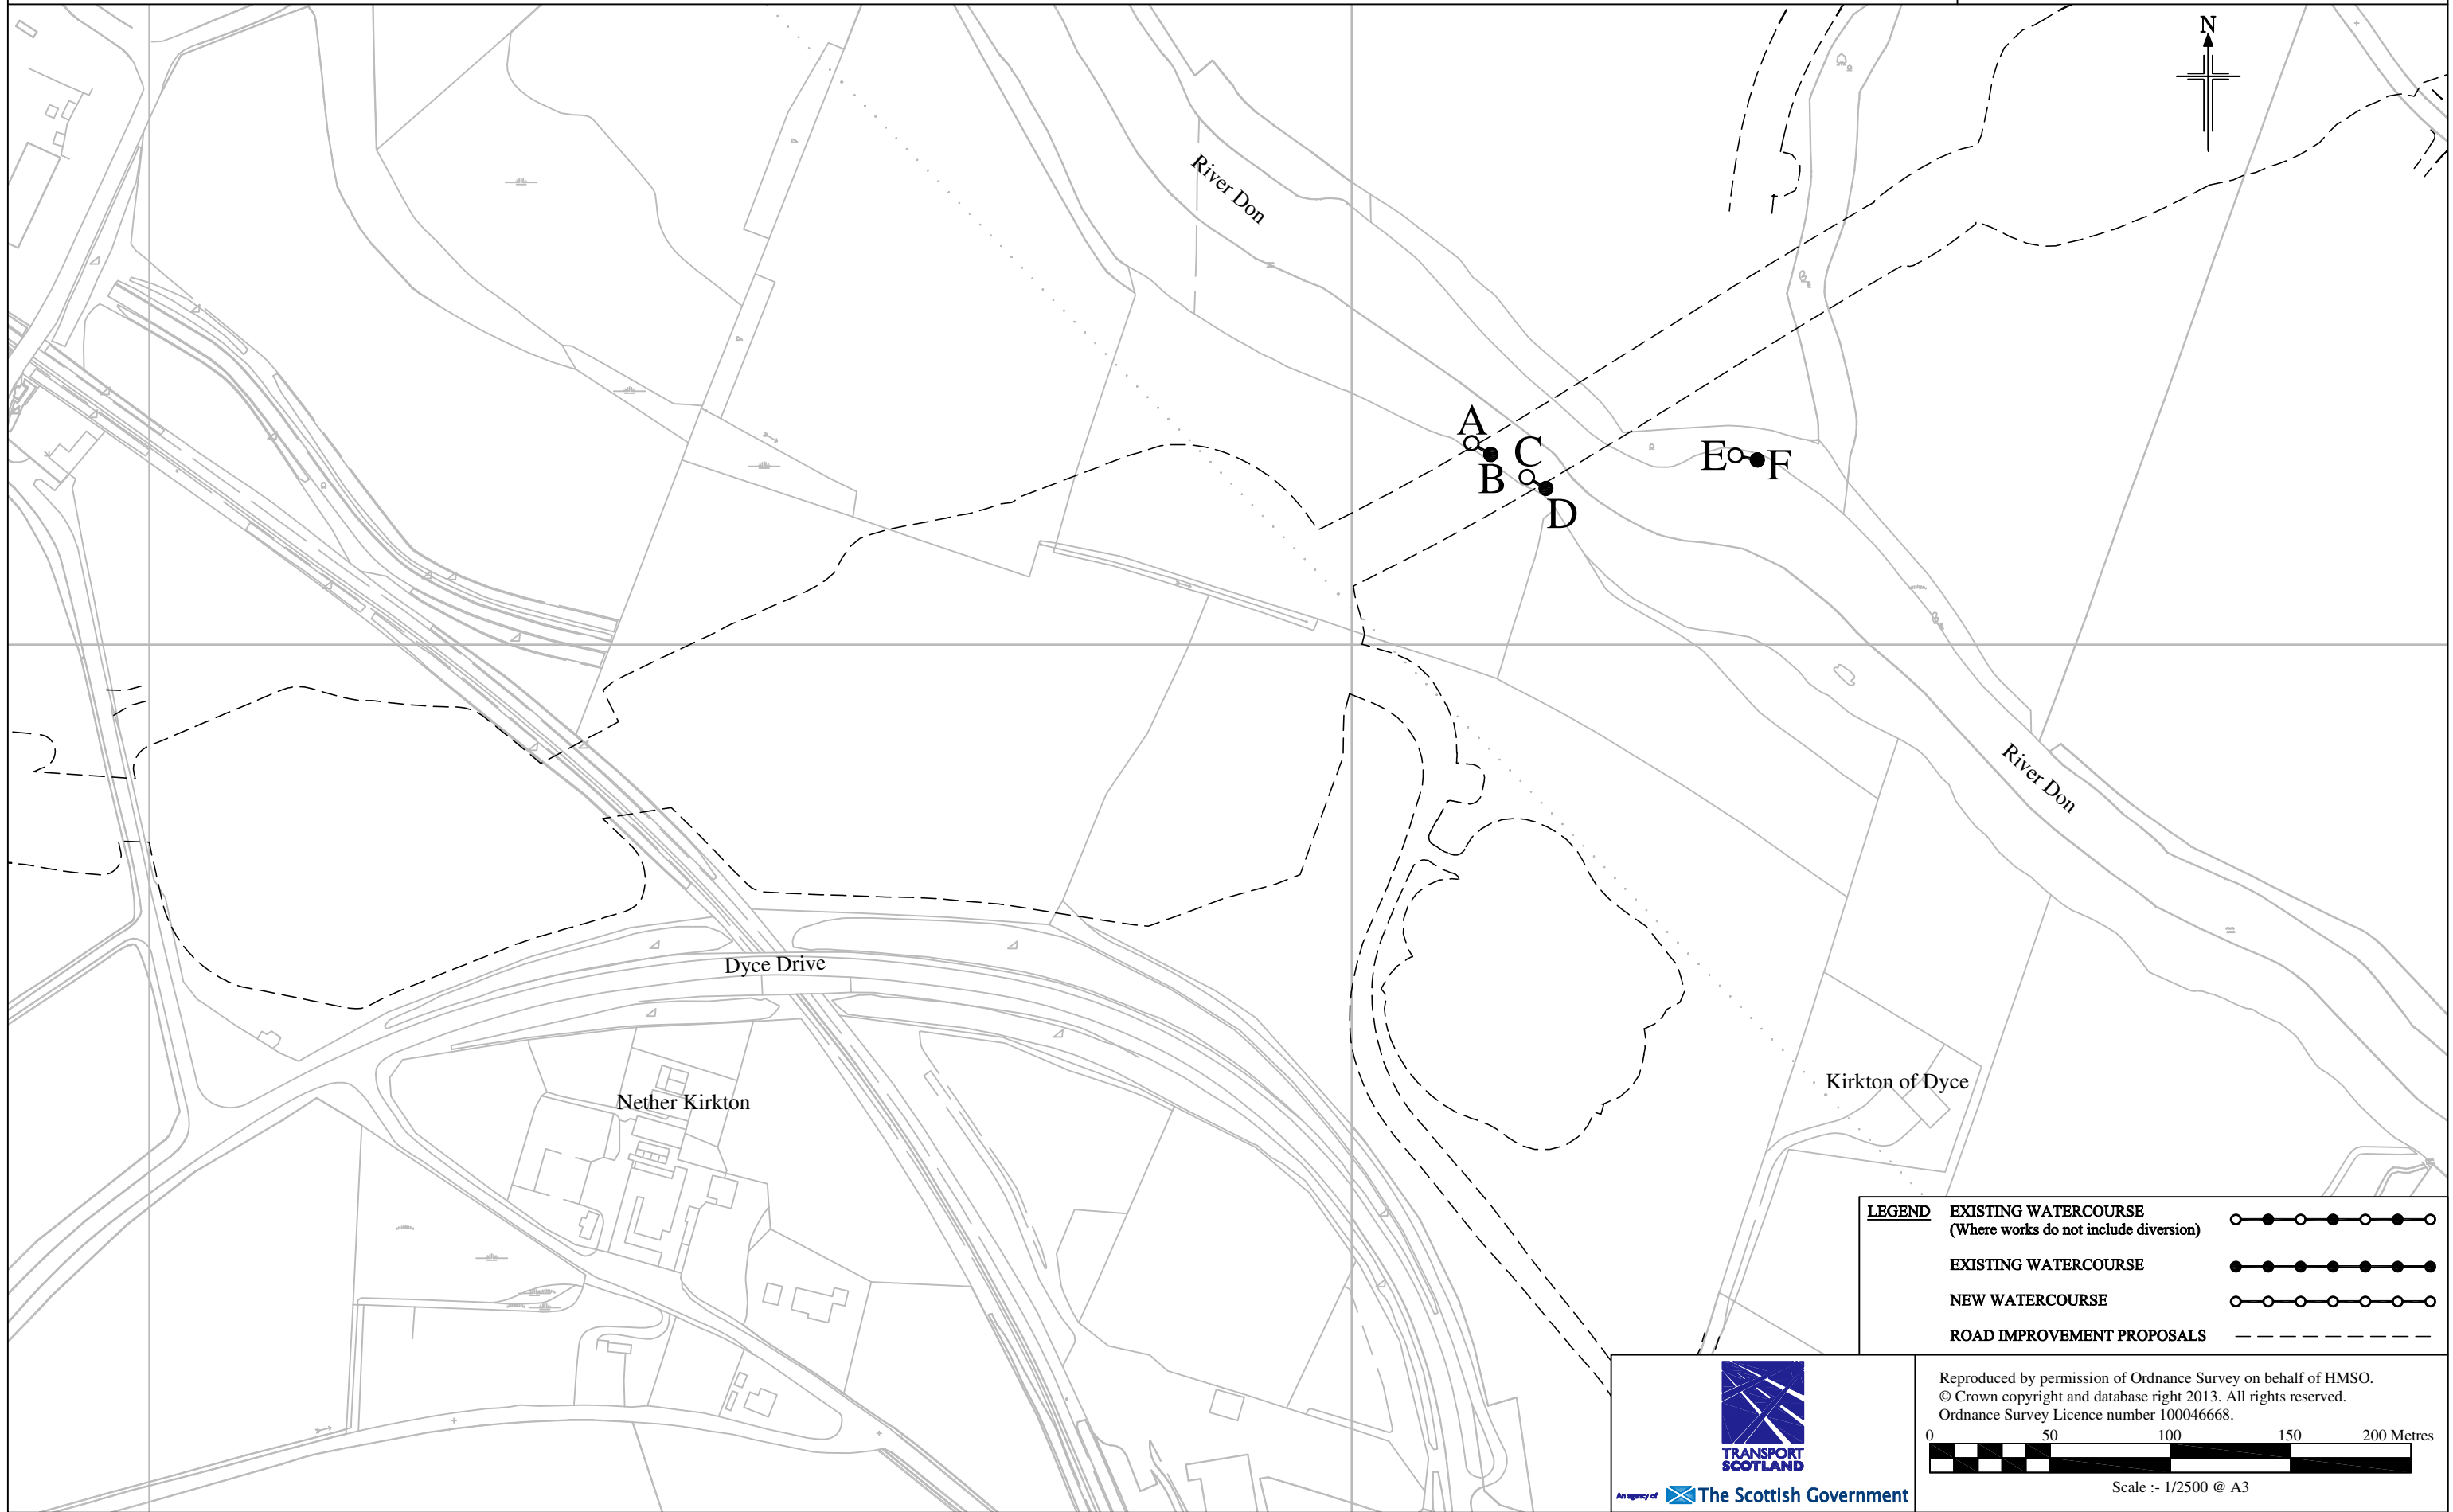 N
River Don
A
B
C
D
E
F
River Don
Dyce Drive
Nether Kirkton
Kirkton of Dyce
LEGEND
EXISTING WATERCOURSE
(Where works do not include diversion)
EXISTING WATERCOURSE
NEW WATERCOURSE
ROAD IMPROVEMENT PROPOSALS
TRANSPORT
SCOTLAND
An agency of The Scottish Government
Reproduced by permission of Ordnance Survey on behalf of HMSO.
© Crown copyright and database right 2013. All rights reserved.
Ordnance Survey Licence number 100046668.
0 50 100 150 200 Metres
Scale :- 1/2500 @ A3